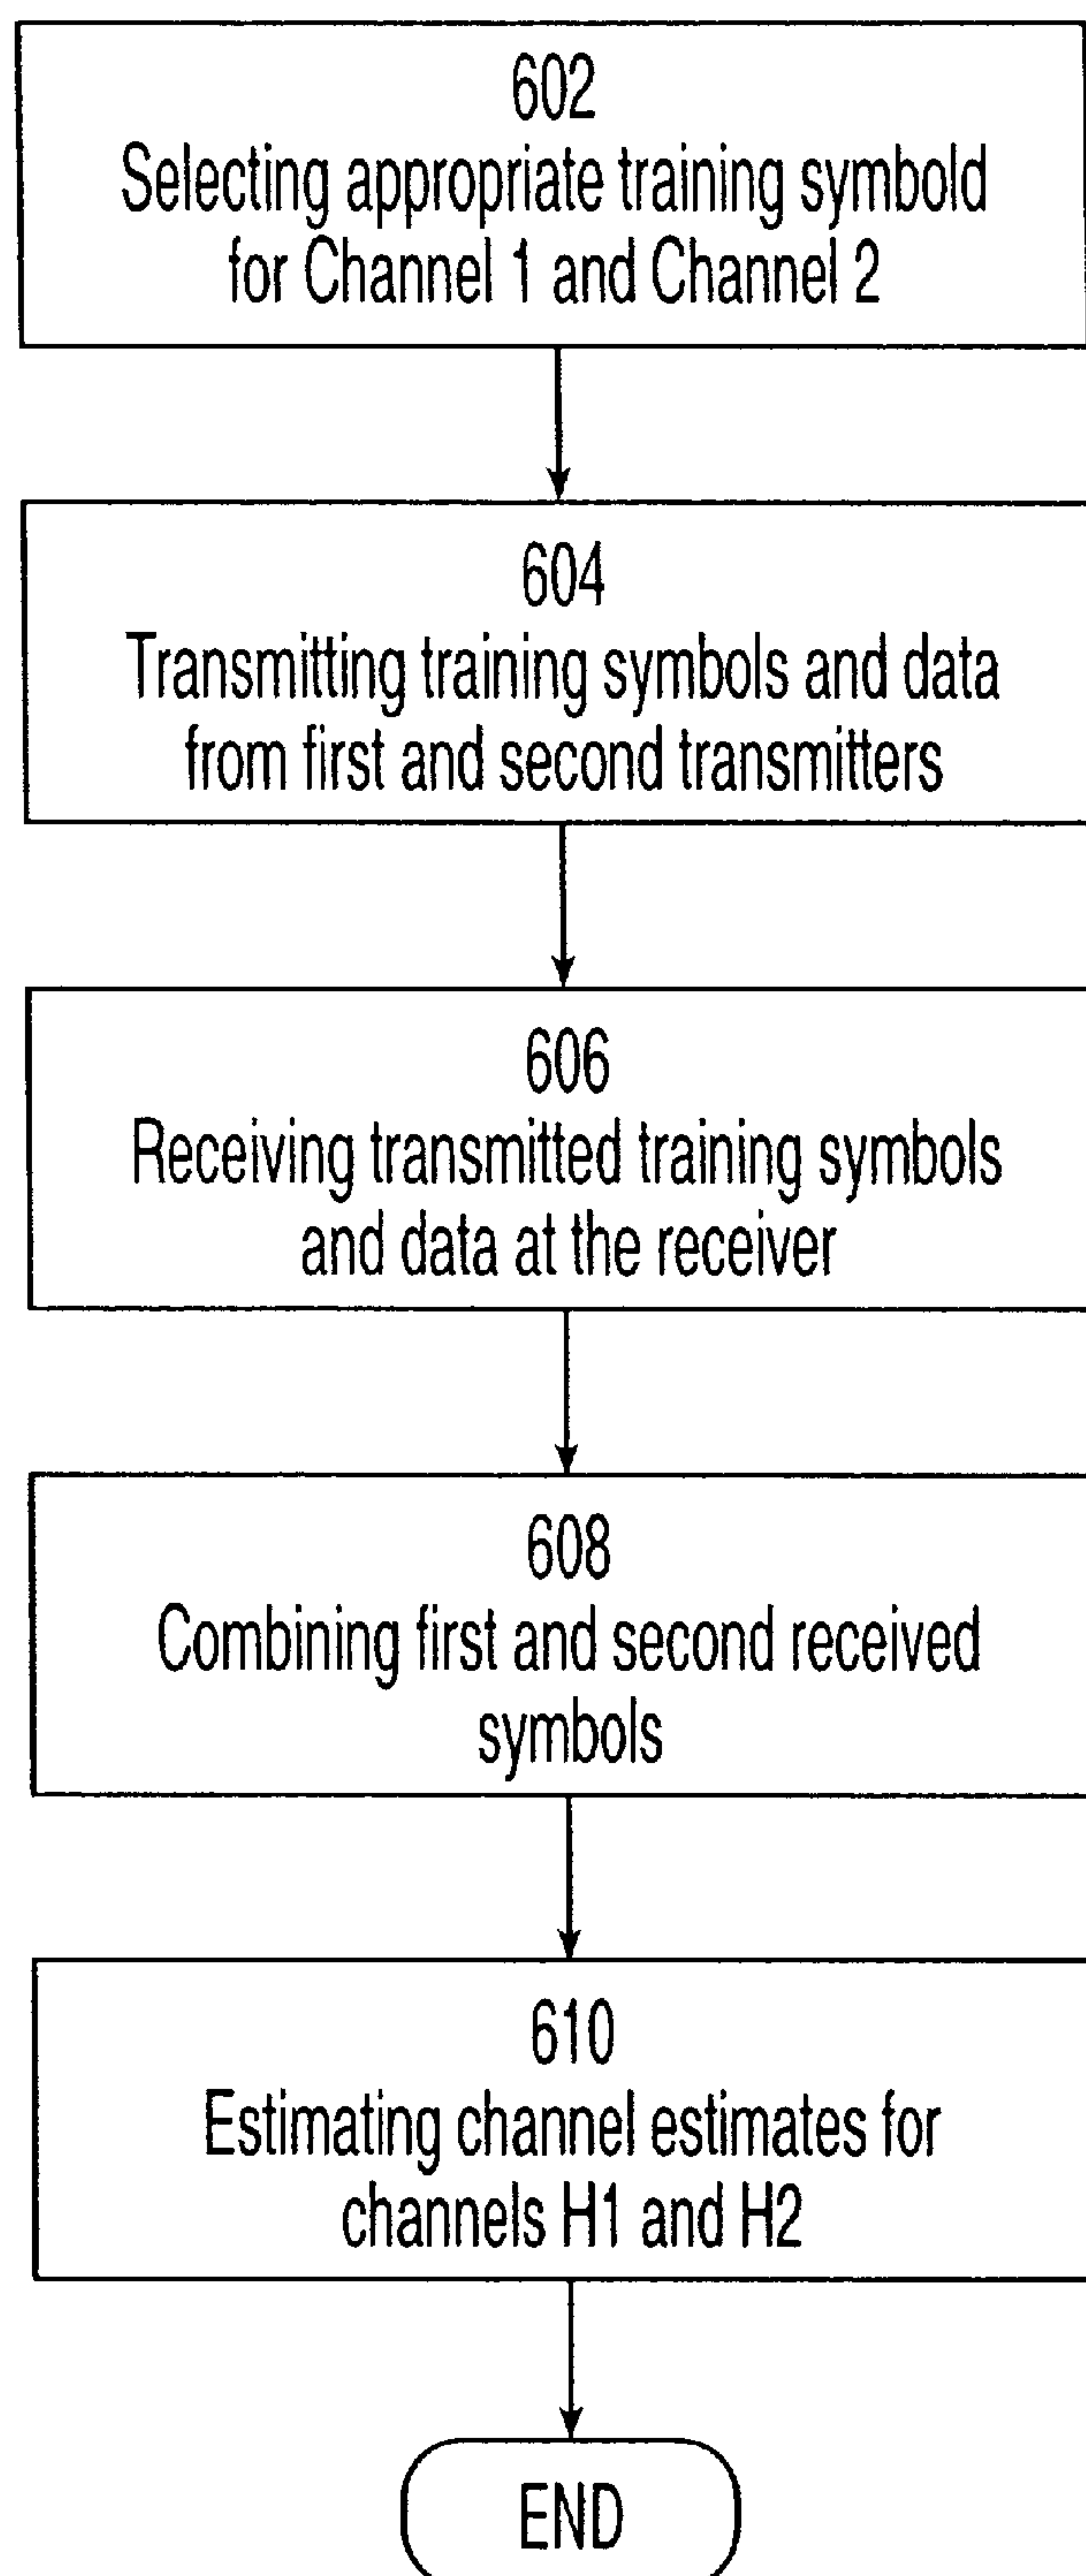 602
Selecting appropriate training symbold
for Channel 1 and Channel 2
604
Transmitting training symbols and data
from first and second transmitters
606
Receiving transmitted training symbols
and data at the receiver
608
Combining first and second received
symbols
610
Estimating channel estimates for
channels H1 and H2
END